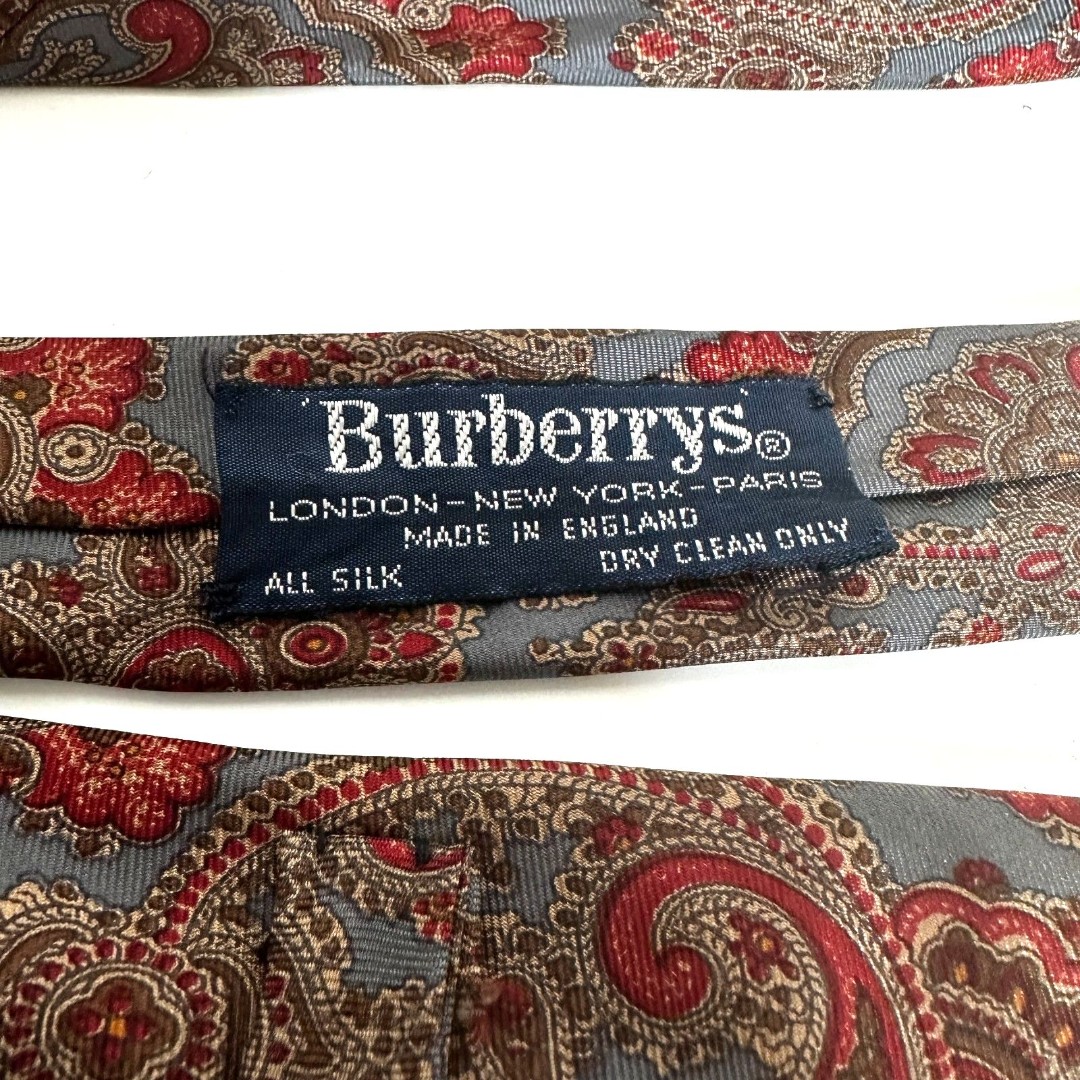 Burberrys®
LONDON-NEW YORK-PARIS
MADE IN ENGLAND
DRY CLEAN ONLY
ALL SILK